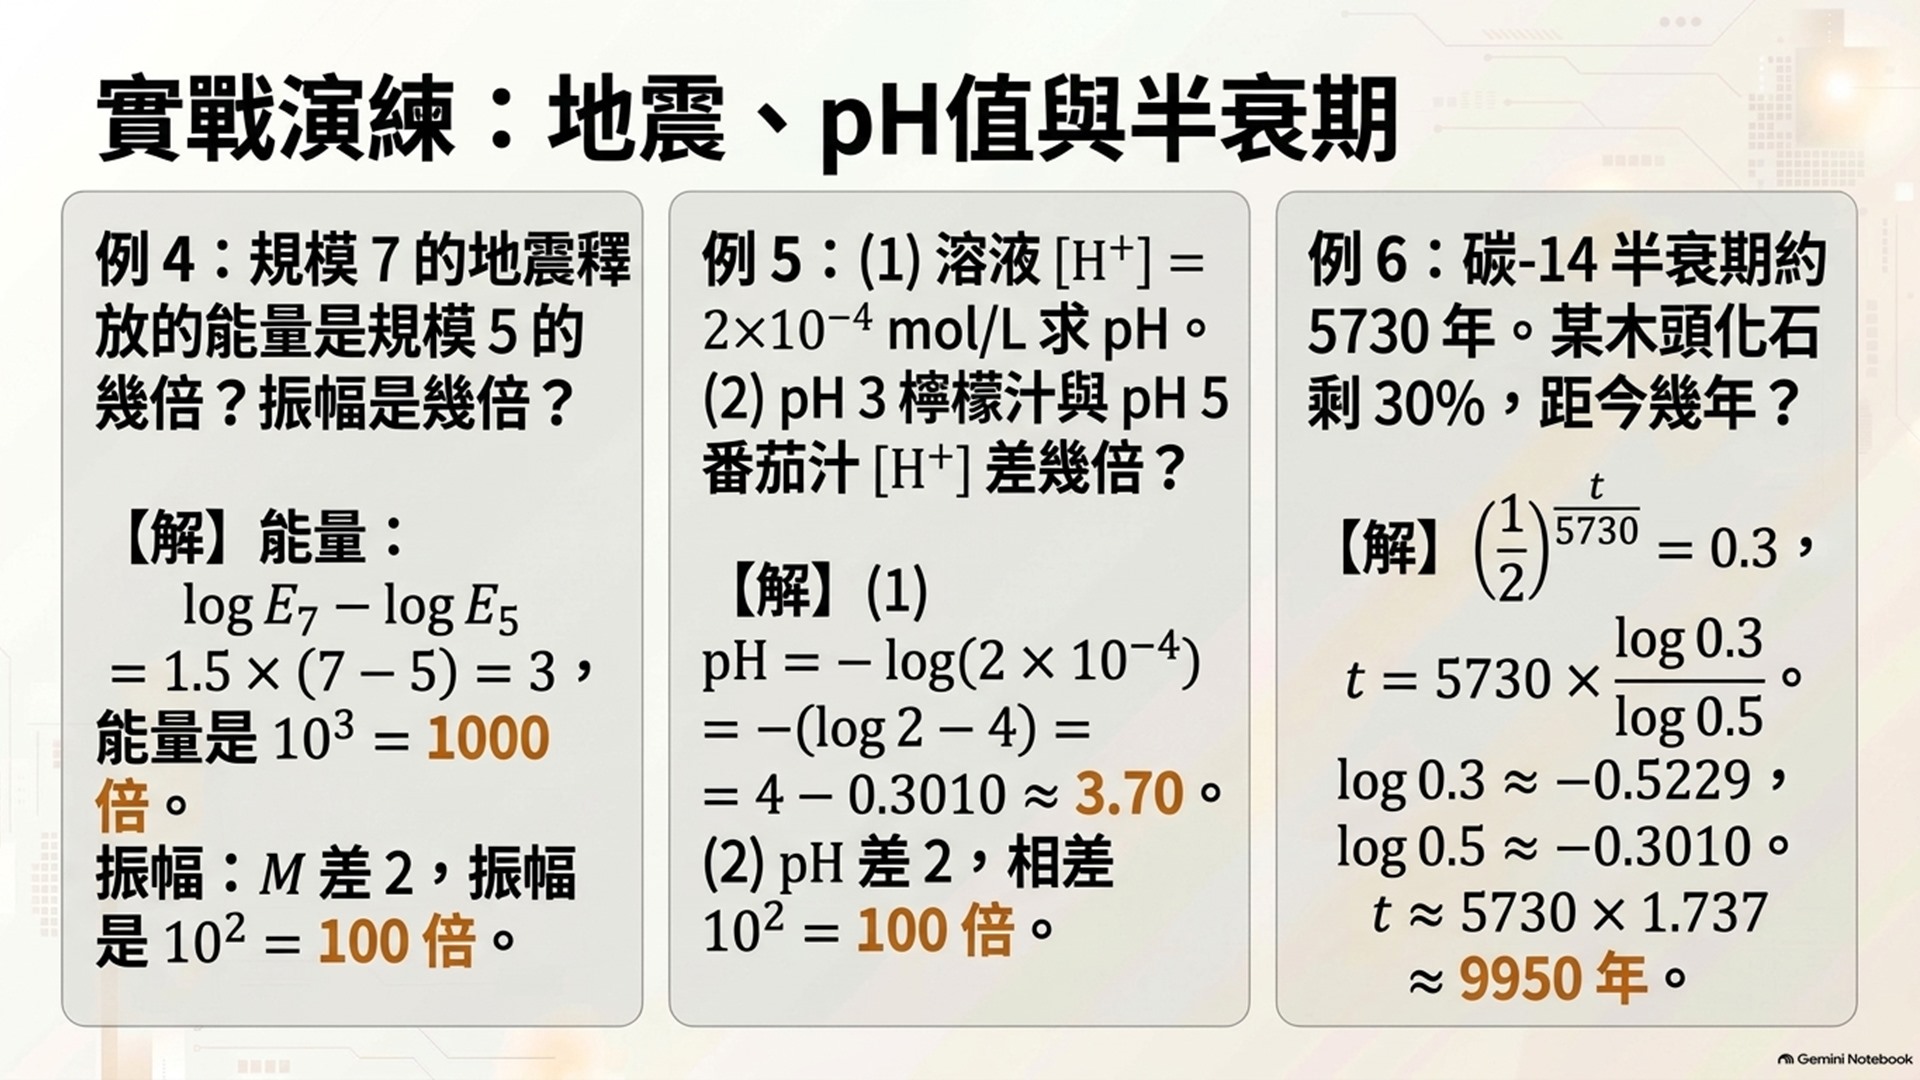 實戰演練：地震、pH值與半衰期
例 4：規模 7 的地震釋
放的能量是規模 5 的
幾倍？振幅是幾倍？
【解】能量：
log E₇ − log E₅
= 1.5 × (7 − 5) = 3，
能量是 10³ = 1000
倍。
振幅：M 差 2，振幅
是 10² = 100 倍。
例 5：(1) 溶液 [H⁺] =
2×10⁻⁴ mol/L 求 pH。
(2) pH 3 檸檬汁與 pH 5
番茄汁 [H⁺] 差幾倍？
【解】(1)
pH = − log(2 × 10⁻⁴)
= −(log 2 − 4) =
= 4 − 0.3010 ≈ 3.70。
(2) pH 差 2，相差
10² = 100 倍。
例 6：碳-14 半衰期約
5730 年。某木頭化石
剩 30%，距今幾年？
【解】(1/2)^(t/5730) = 0.3，
t = 5730 × log 0.3 / log 0.5。
log 0.3 ≈ −0.5229，
log 0.5 ≈ −0.3010。
t ≈ 5730 × 1.737
≈ 9950 年。
Gemini Notebook